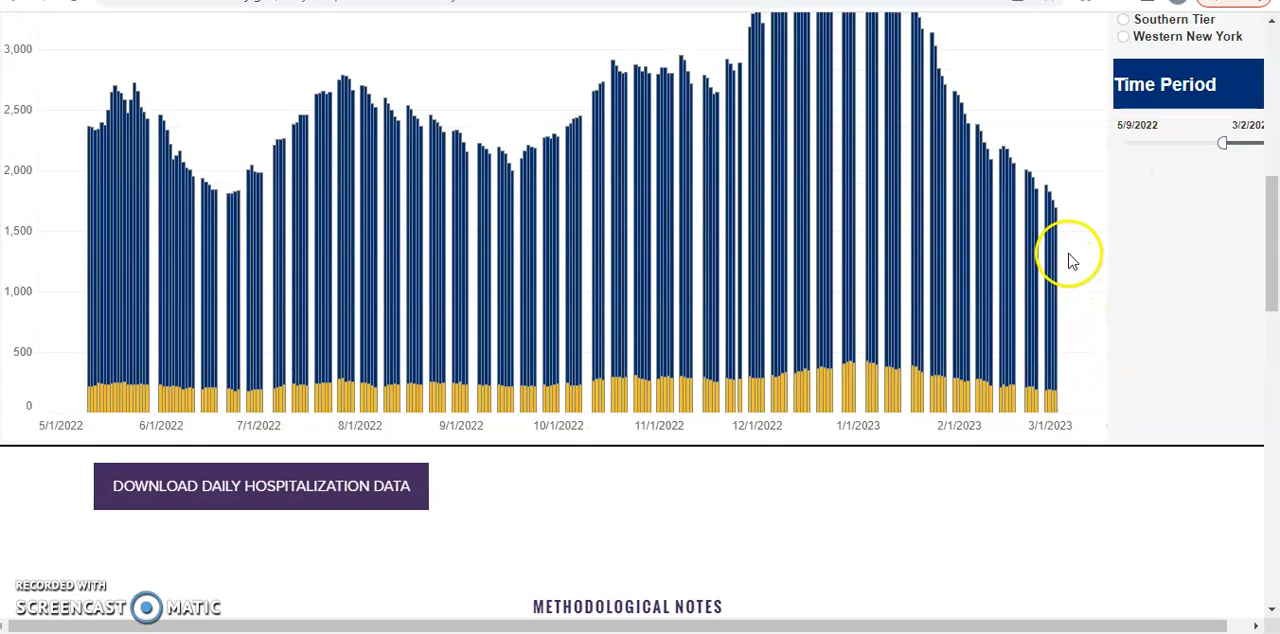 Southern Tier
Western New York
Time Period
5/9/2022 3/2/202
3,000
2,500
2,000
1,500
1,000
500
0
5/1/2022 6/1/2022 7/1/2022 8/1/2022 9/1/2022 10/1/2022 11/1/2022 12/1/2022 1/1/2023 2/1/2023 3/1/2023
DOWNLOAD DAILY HOSPITALIZATION DATA
METHODOLOGICAL NOTES
RECORDED WITH
SCREENCAST MATIC